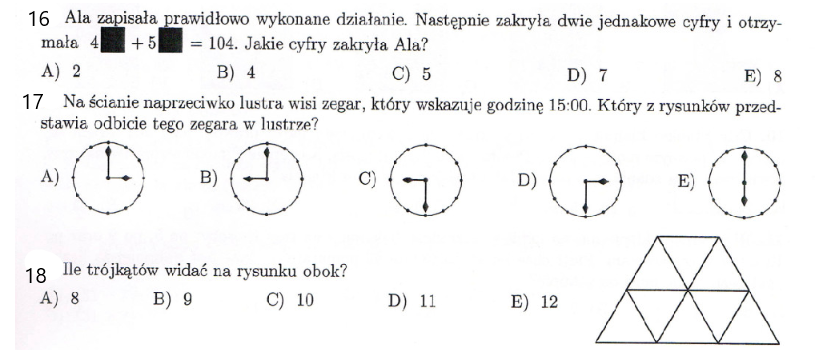 16 Ala zapisała prawidłowo wykonane działanie. Następnie zakryła dwie jednakowe cyfry i otrzy-
mała 4■ + 5■ = 104. Jakie cyfry zakryła Ala?
A) 2 B) 4 C) 5 D) 7 E) 8
17 Na ścianie naprzeciwko lustra wisi zegar, który wskazuje godzinę 15:00. Który z rysunków przed-
stawia odbicie tego zegara w lustrze?
A) B) C) D) E)
18 Ile trójkątów widać na rysunku obok?
A) 8 B) 9 C) 10 D) 11 E) 12